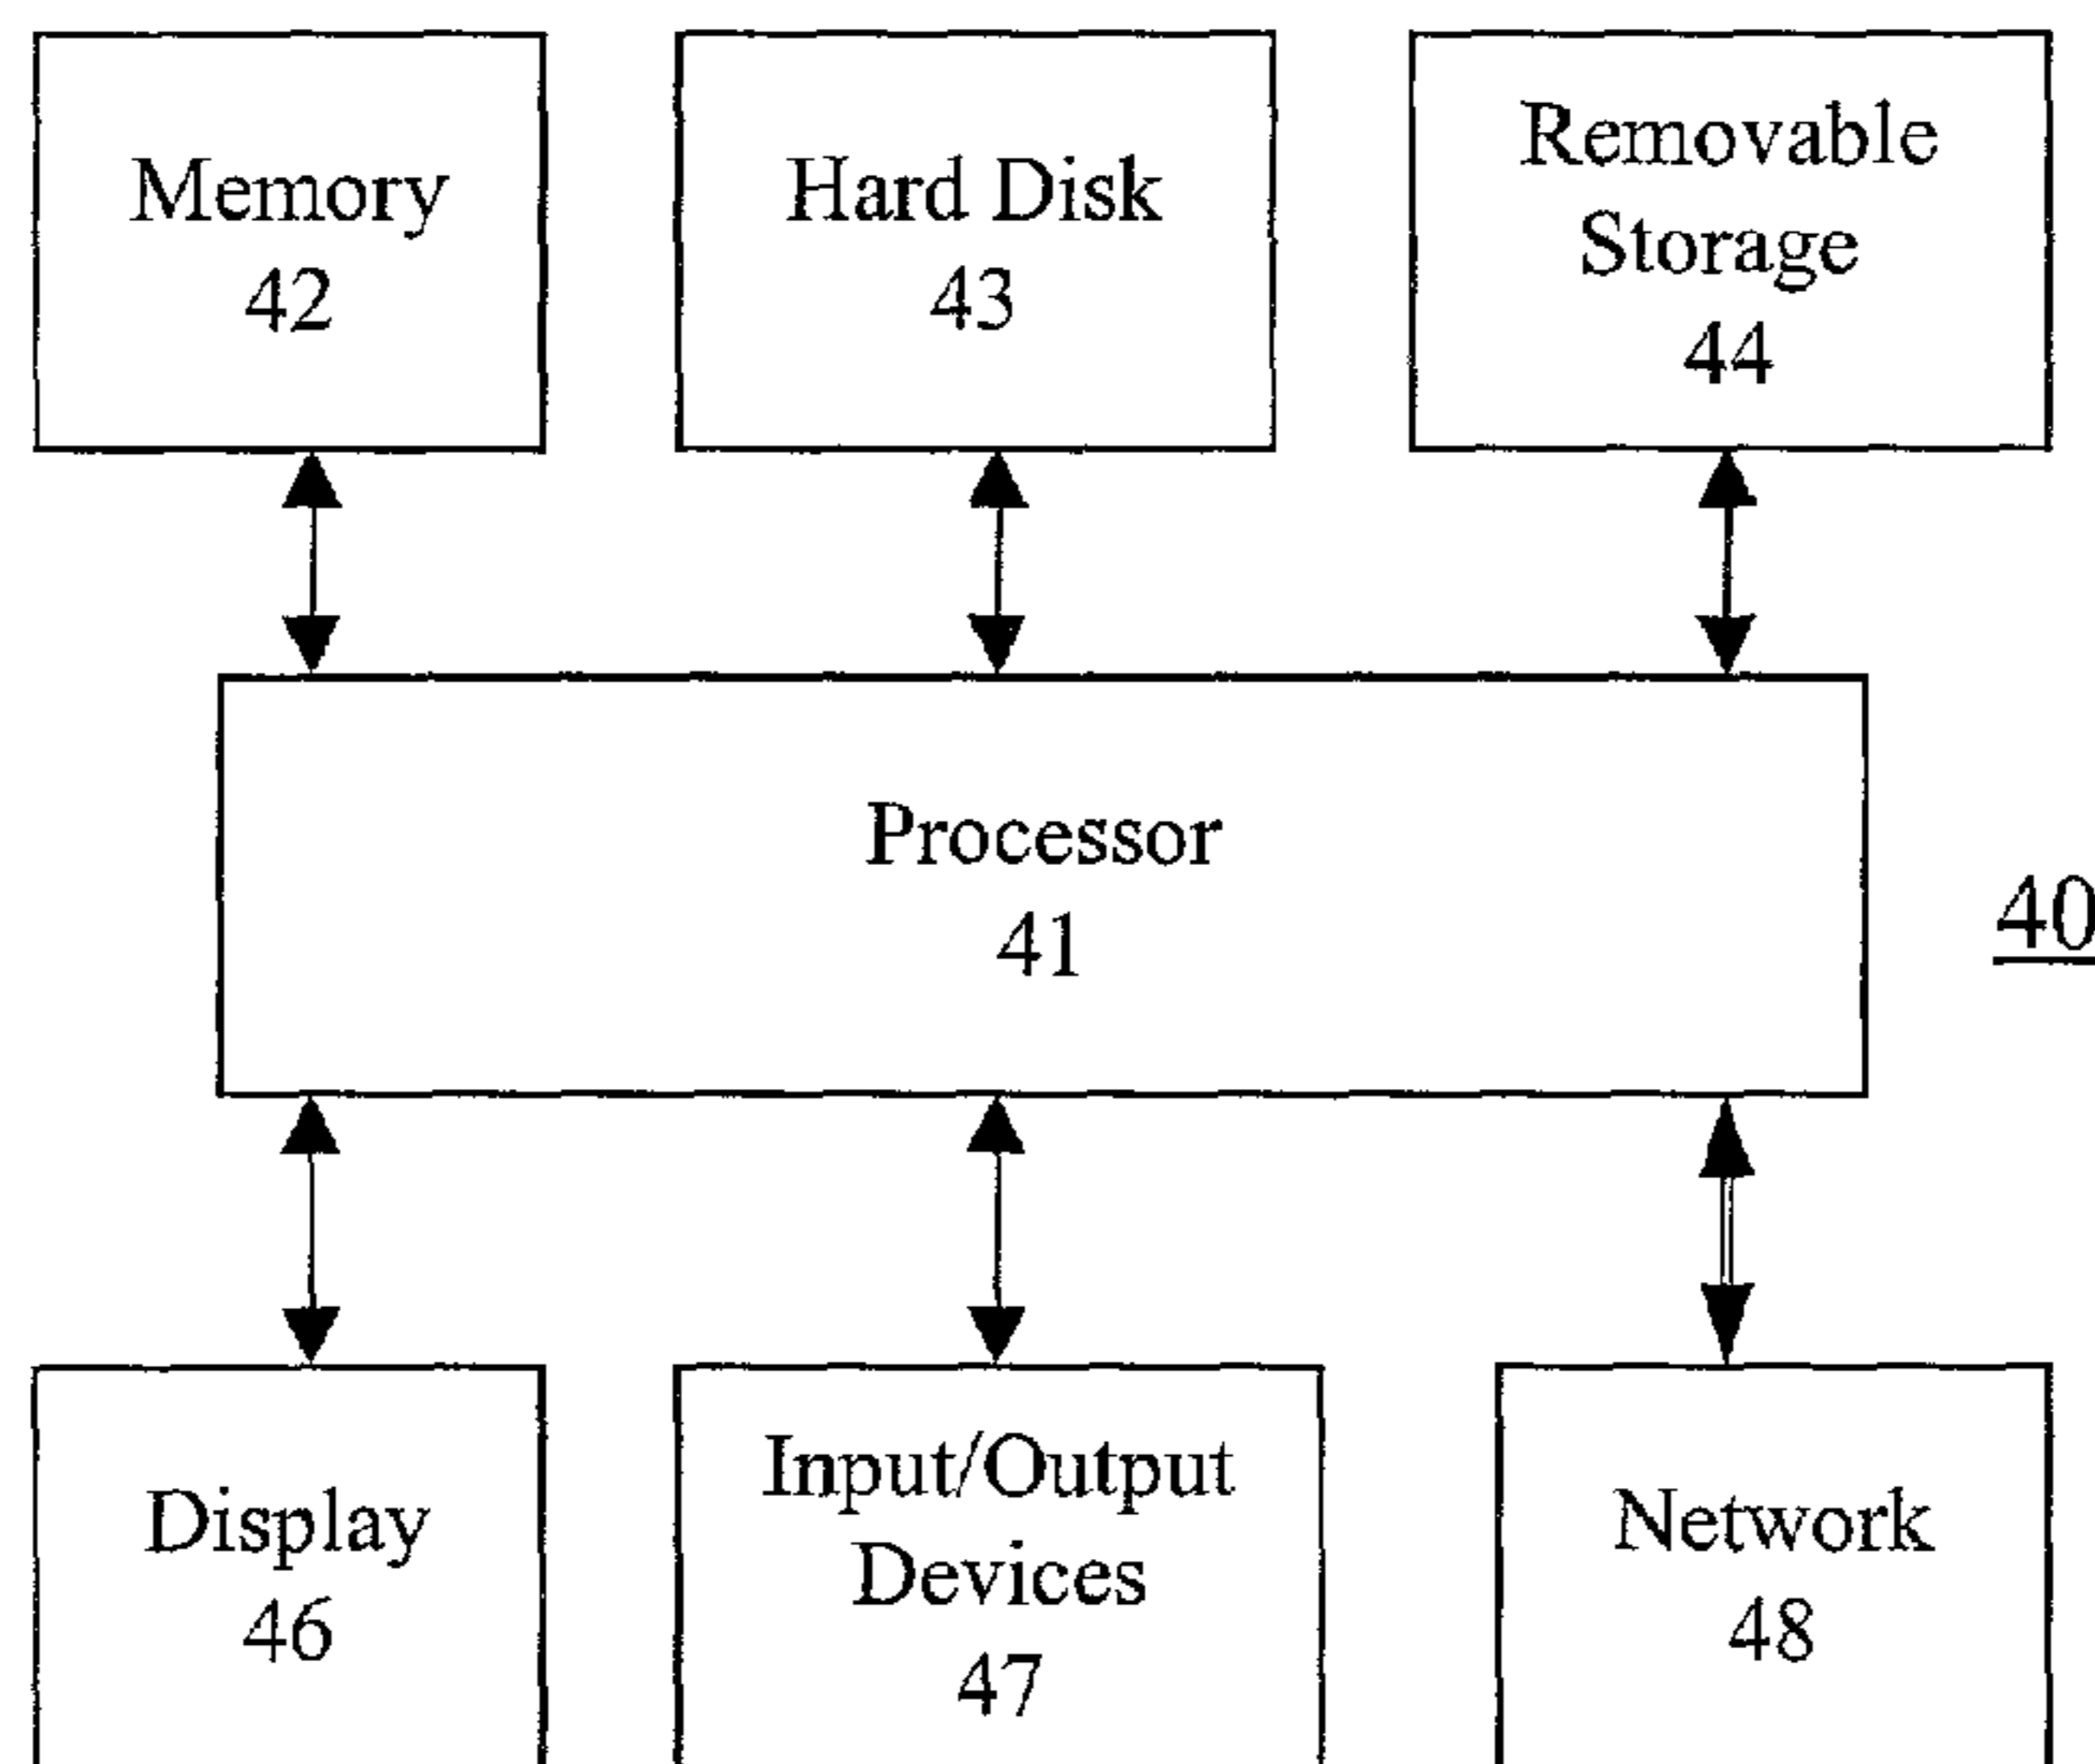 Memory
42
Hard Disk
43
Removable
Storage
44
Processor
41
40
Display
46
Input/Output
Devices
47
Network
48